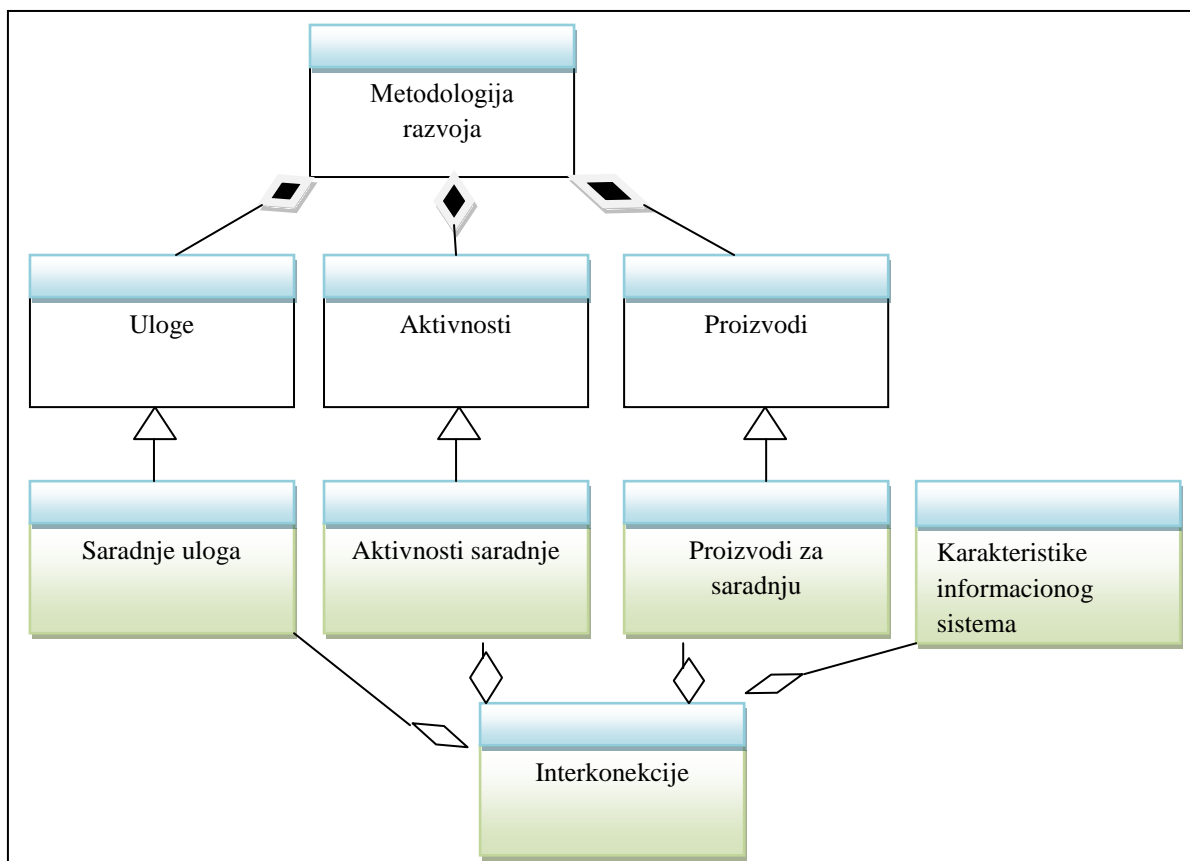 Metodologija
razvoja
Uloge
Aktivnosti
Proizvodi
Saradnje uloga
Aktivnosti saradnje
Proizvodi za
saradnju
Karakteristike
informacionog
sistema
Interkonekcije